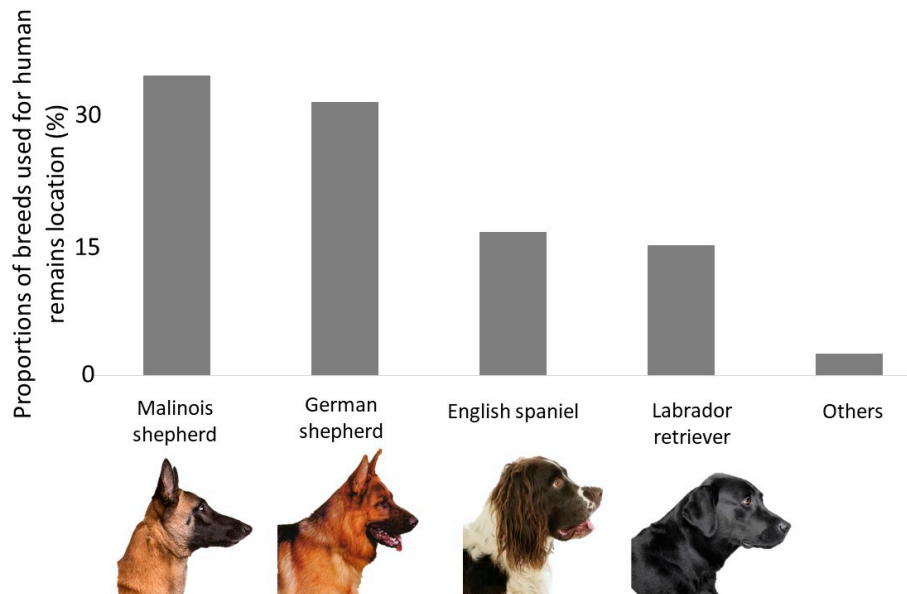 Proportions of breeds used for human
remains location (%)
30
15
0
Malinois
shepherd
German
shepherd
English spaniel
Labrador
retriever
Others